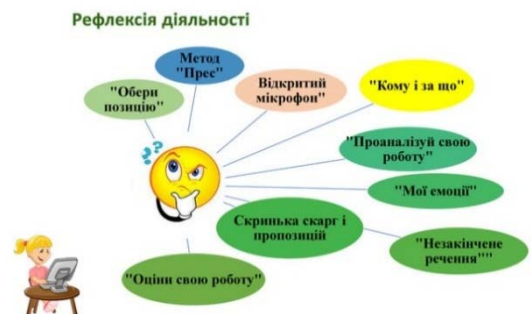 Рефлексія діяльності
Метод
"Прес"
"Обери
позицію"
Відкритий
мікрофон"
"Кому і за що"
"Проаналізуй свою
роботу"
"Мої емоції"
Скринька скарг і
пропозицій
"Незакінчене
речення""
"Оціни свою роботу"
??